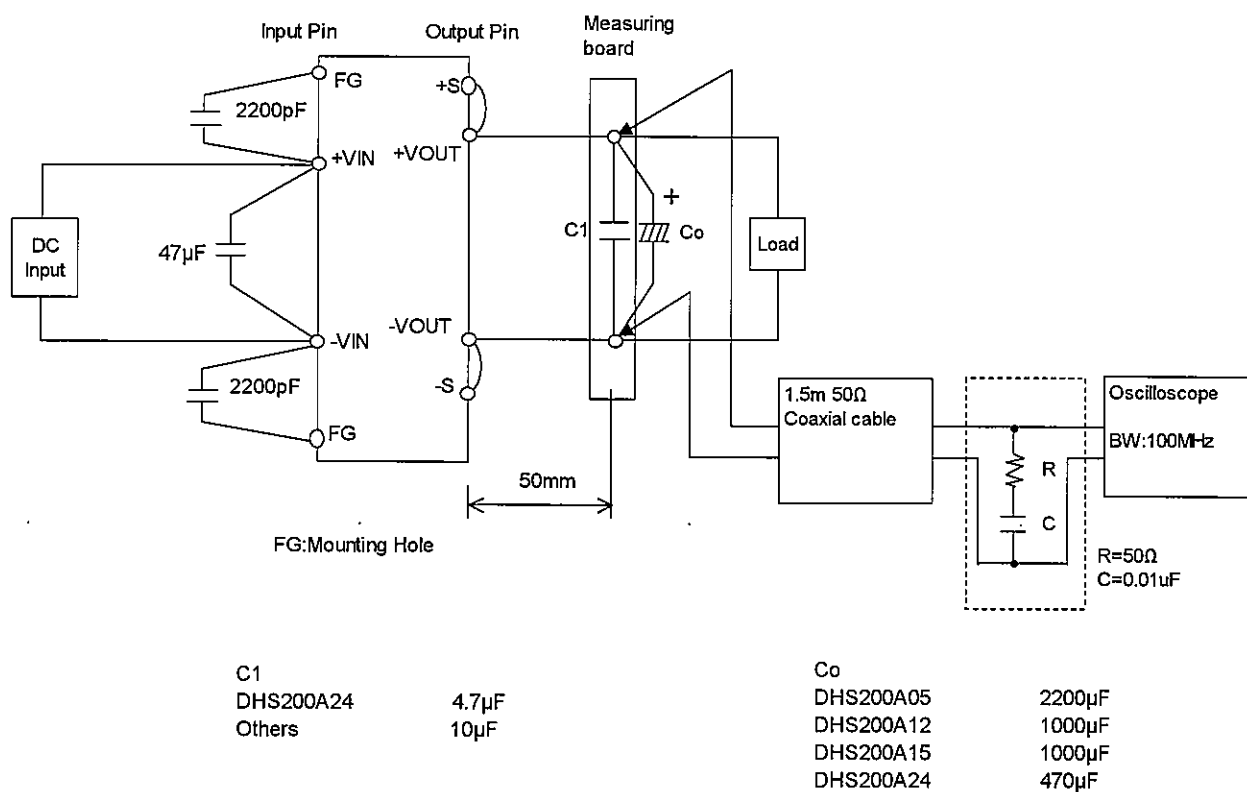 Input Pin
Output Pin
Measuring
board
FG
+S
2200pF
+VIN
+VOUT
+
DC
Input
47µF
C1
Co
Load
-VIN
-VOUT
2200pF
-S
FG
1.5m 50Ω
Coaxial cable
Oscilloscope
BW:100MHz
50mm
R
C
FG:Mounting Hole
R=50Ω
C=0.01uF
C1
DHS200A24 4.7µF
Others 10µF
Co
DHS200A05 2200µF
DHS200A12 1000µF
DHS200A15 1000µF
DHS200A24 470µF